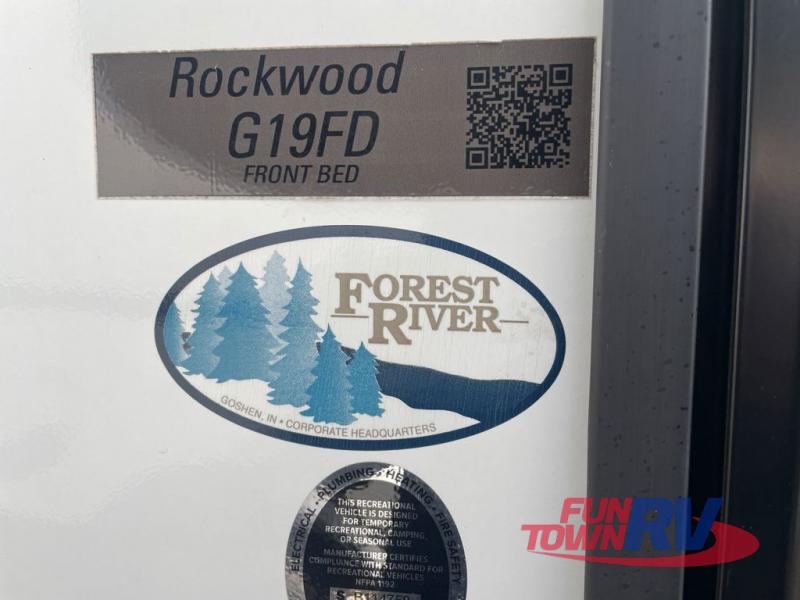 Rockwood
G19FD
FRONT BED
FOREST
RIVER
GOSHEN, IN • CORPORATE HEADQUARTERS
ELECTRICAL • PLUMBING • HEATING • FIRE SAFETY
THIS RECREATIONAL
VEHICLE IS DESIGNED
FOR TEMPORARY
RECREATIONAL, CAMPING,
OR SEASONAL USE
MANUFACTURER CERTIFIES
COMPLIANCE WITH STANDARD FOR
RECREATIONAL VEHICLES
NFPA 1192
FUN
TOWN RV